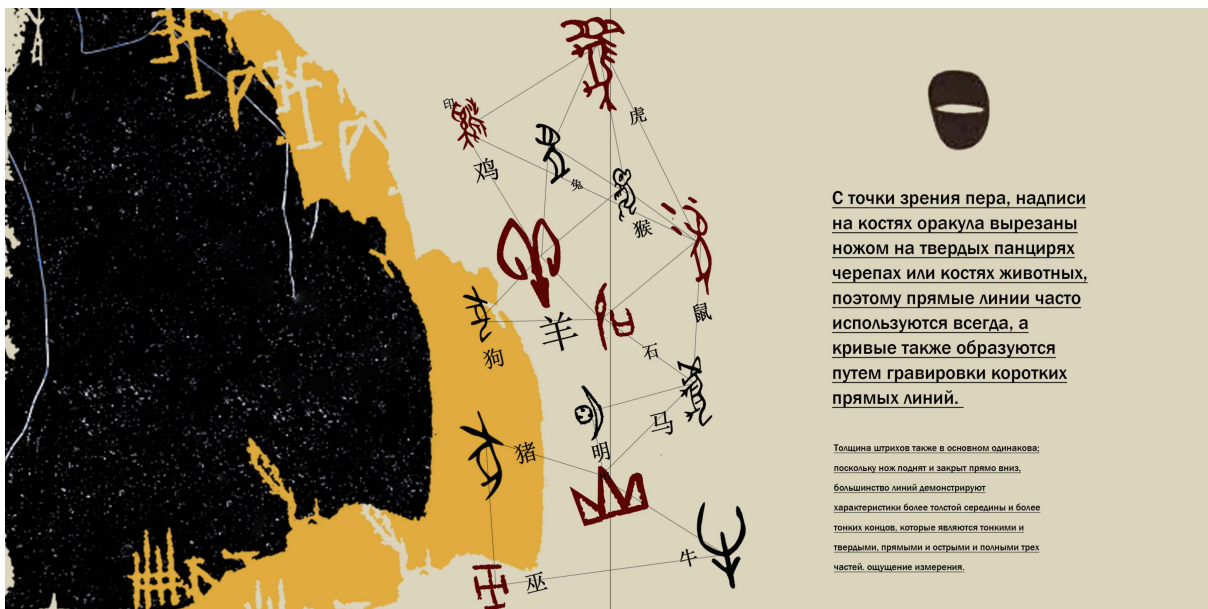 虎
印
鸡
兔
猴
鼠
羊
狗
石
马
明
猪
牛
巫
С точки зрения пера, надписи
на костях оракула вырезаны
ножом на твердых панцирях
черепах или костях животных,
поэтому прямые линии часто
используются всегда, а
кривые также образуются
путем гравировки коротких
прямых линий.
Толщина штрихов также в основном одинакова;
поскольку нож поднят и закрыт прямо вниз,
большинство линий демонстрируют
характеристики более толстой середины и более
тонких концов, которые являются тонкими и
твердыми, прямыми и острыми и полными трех
частей. ощущение измерения.